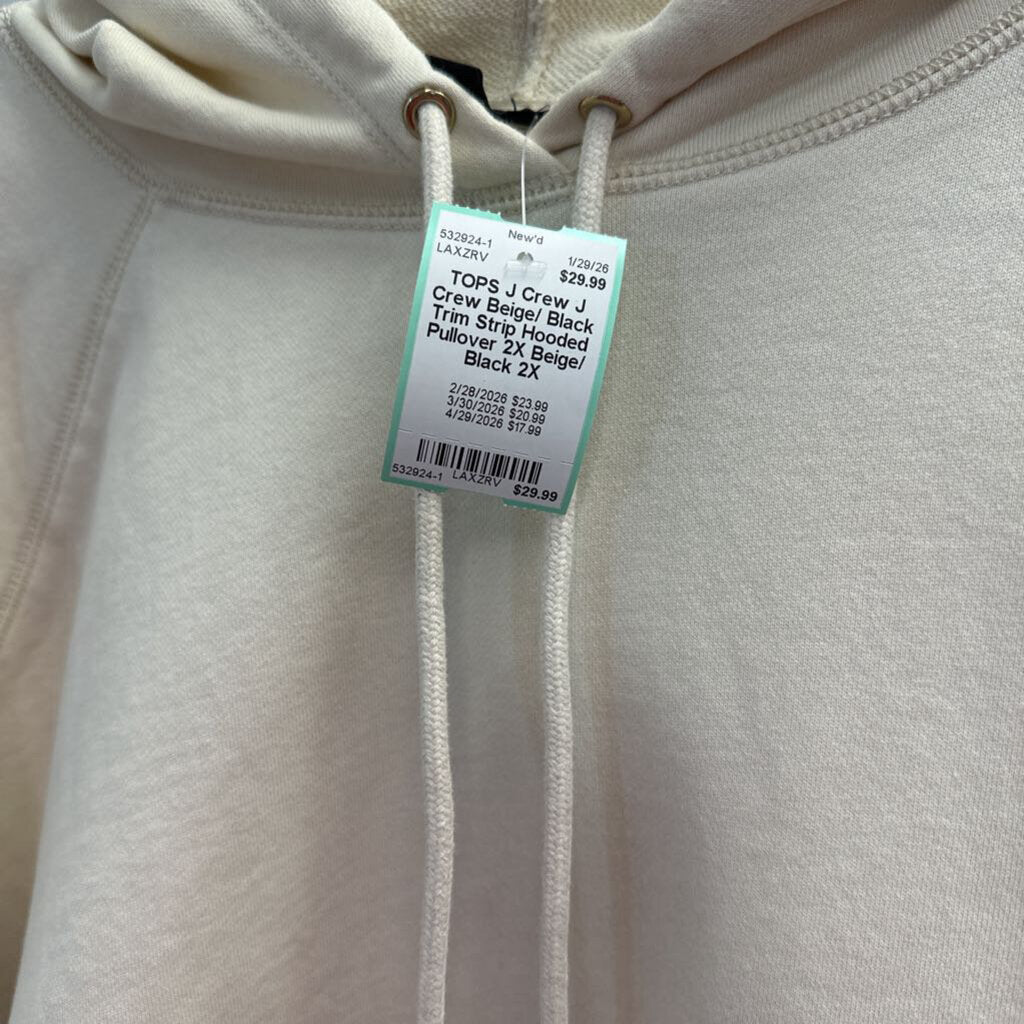 New'd
532924-1
LAXZRV
1/29/26
$29.99
TOPS J Crew J
Crew Beige/ Black
Trim Strip Hooded
Pullover 2X Beige/
Black 2X
2/28/2026 $23.99
3/30/2026 $20.99
4/29/2026 $17.99
532924-1 LAXZRV $29.99